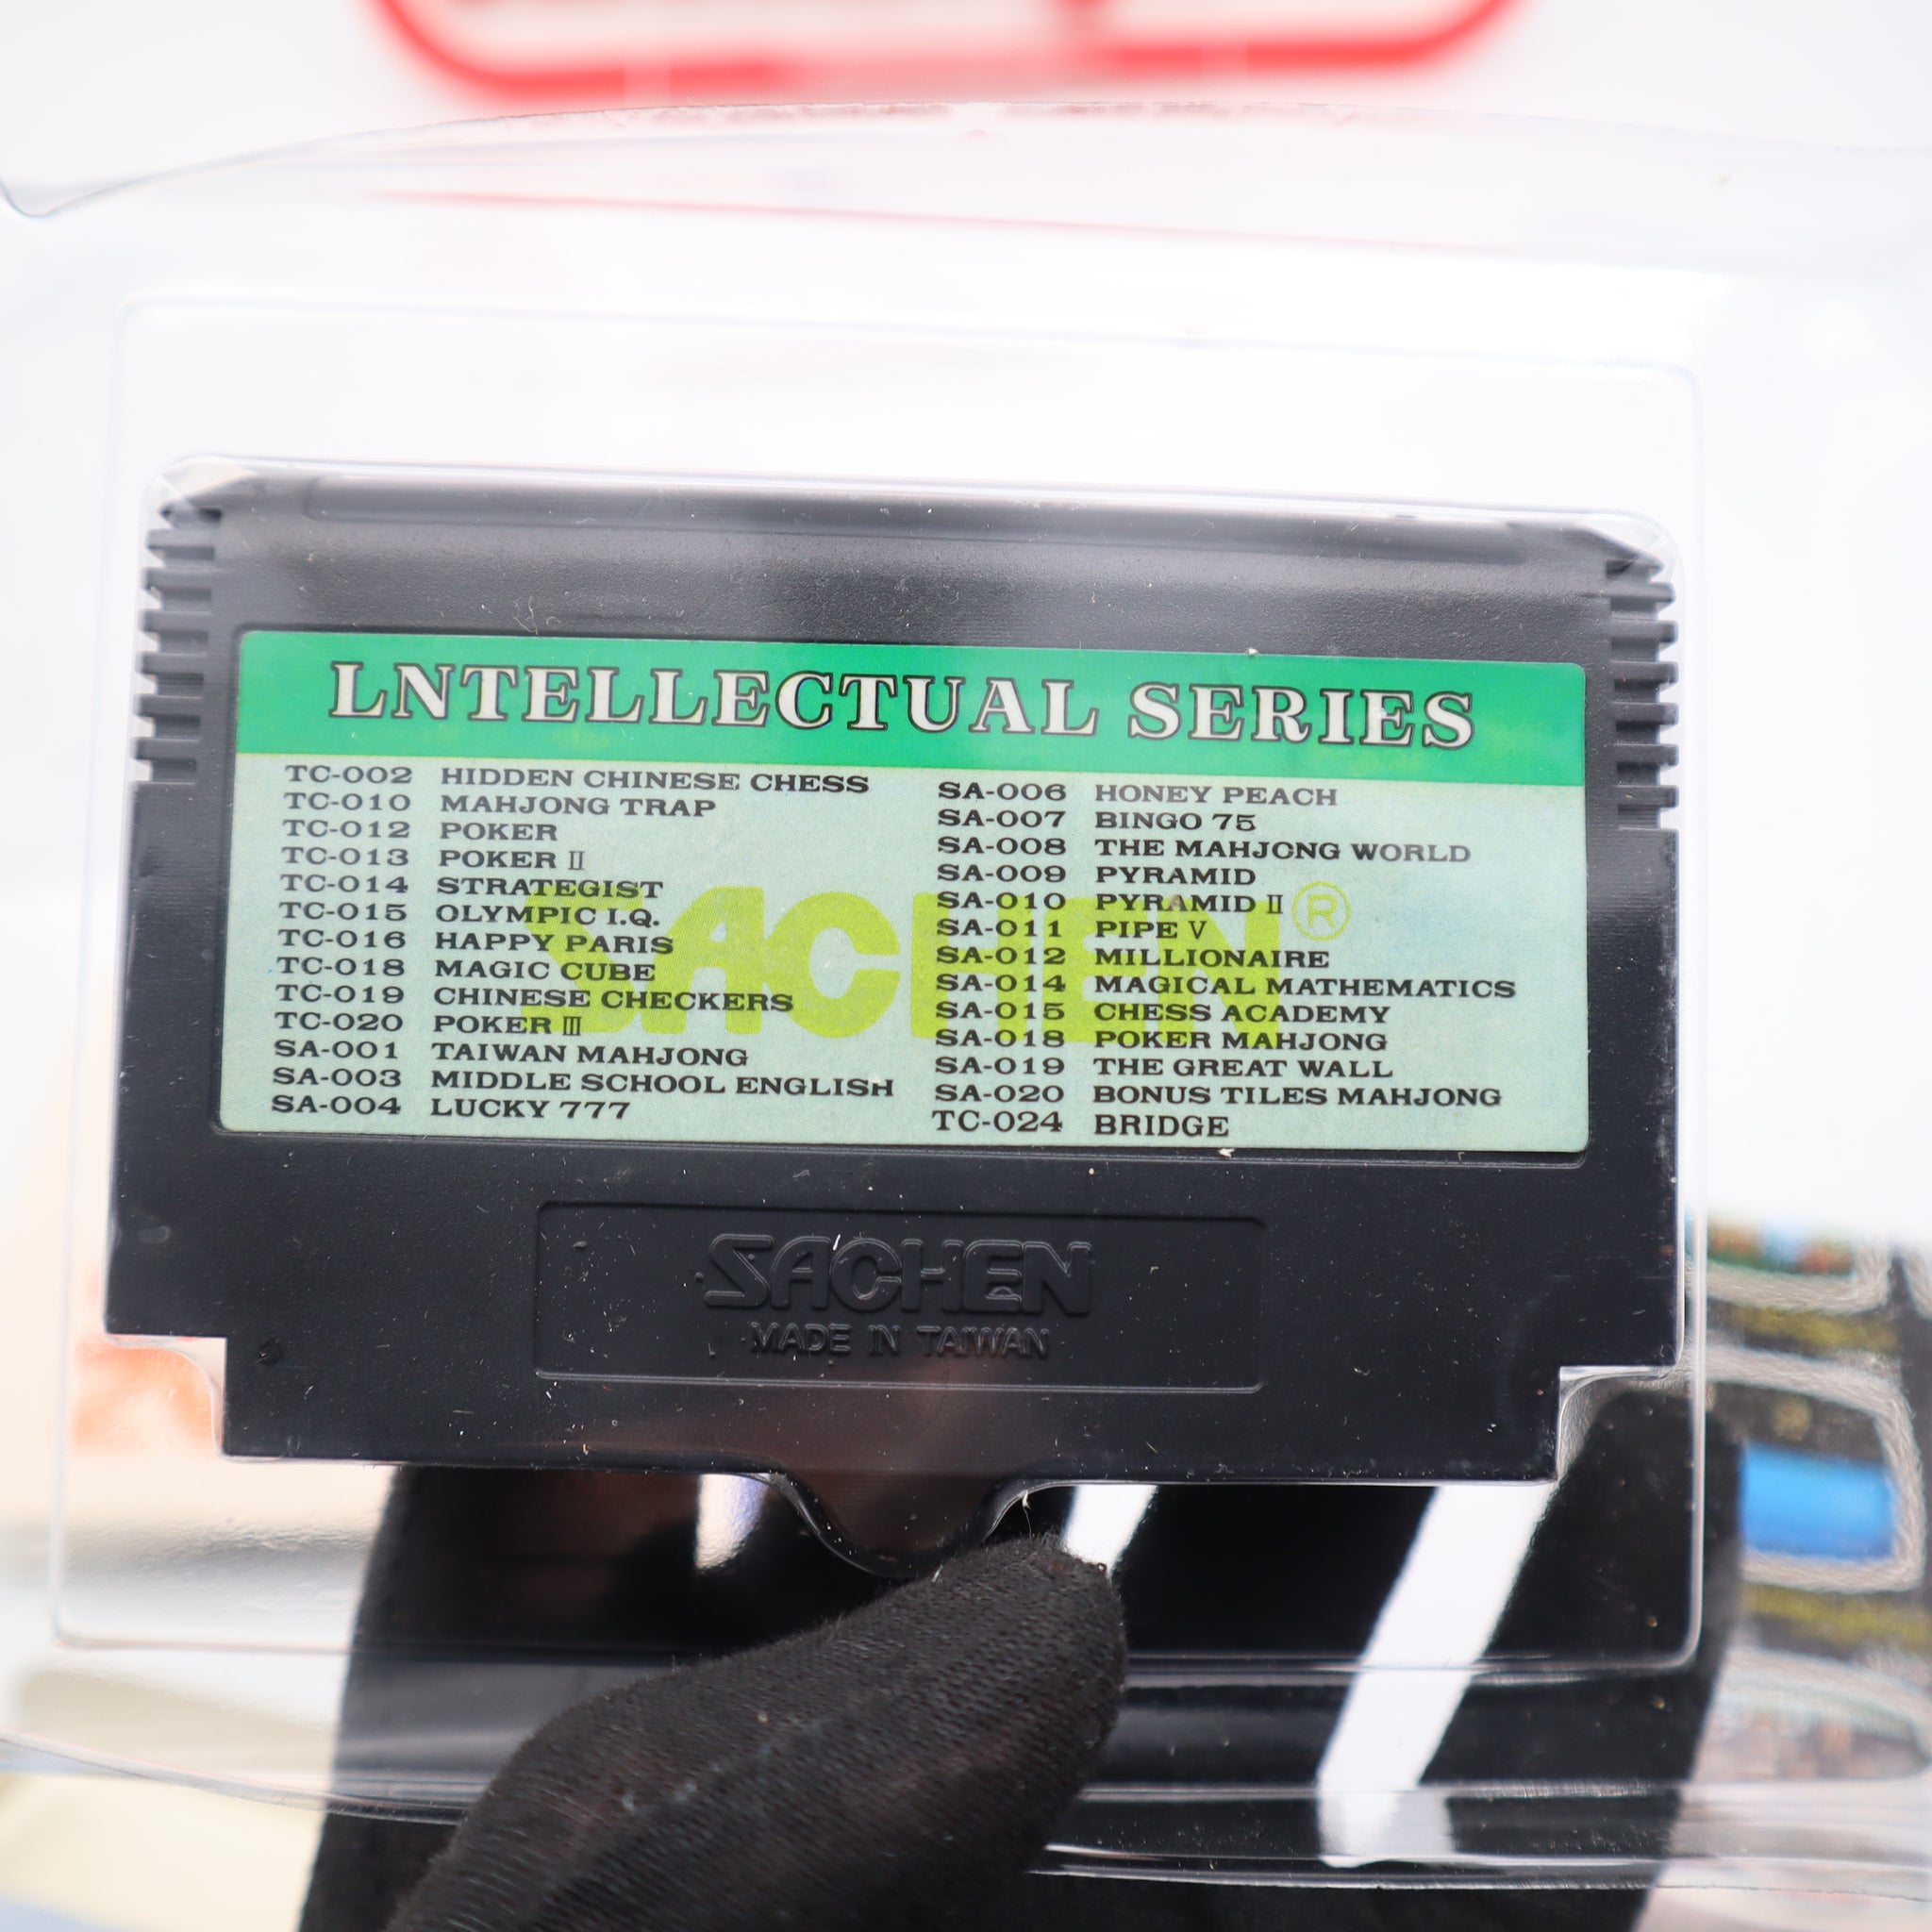 LNTELLECTUAL SERIES
TC-002 HIDDEN CHINESE CHESS
TC-010 MAHJONG TRAP
TC-012 POKER
TC-013 POKER II
TC-014 STRATEGIST
TC-015 OLYMPIC I.Q.
TC-016 HAPPY PARIS
TC-018 MAGIC CUBE
TC-019 CHINESE CHECKERS
TC-020 POKER III
SA-001 TAIWAN MAHJONG
SA-003 MIDDLE SCHOOL ENGLISH
SA-004 LUCKY 777
SA-006 HONEY PEACH
SA-007 BINGO 75
SA-008 THE MAHJONG WORLD
SA-009 PYRAMID
SA-010 PYRAMID II
SA-011 PIPE V
SA-012 MILLIONAIRE
SA-014 MAGICAL MATHEMATICS
SA-015 CHESS ACADEMY
SA-018 POKER MAHJONG
SA-019 THE GREAT WALL
SA-020 BONUS TILES MAHJONG
TC-024 BRIDGE
SACHEN®
SACHEN
MADE IN TAIWAN